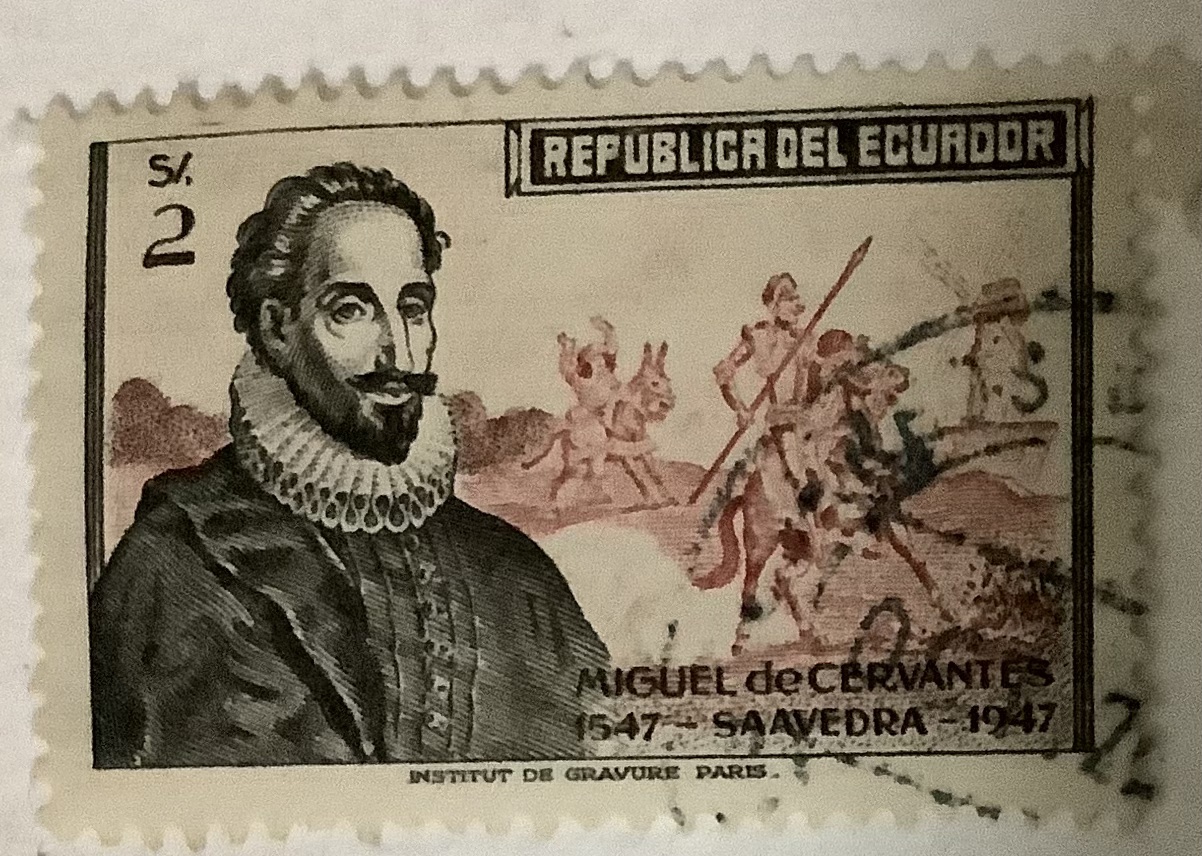 S/.
2
REPUBLICA DEL ECUADOR
MIGUEL de CERVANTES
1547 - SAAVEDRA - 1947
INSTITUT DE GRAVURE PARIS.